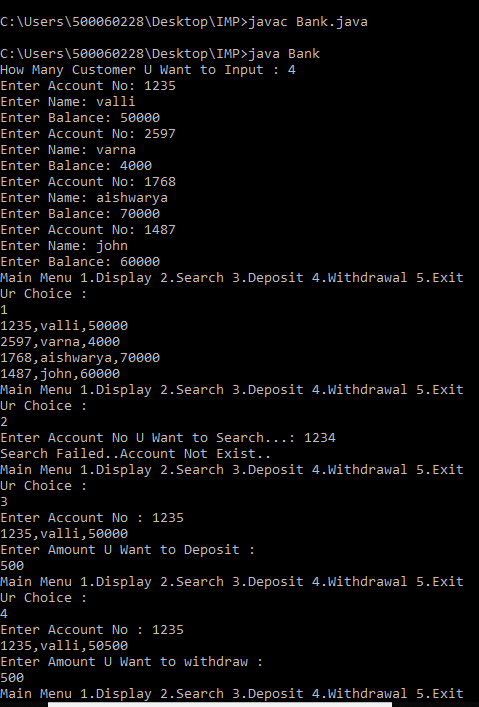 C:\Users\500060228\Desktop\IMP>javac Bank.java
C:\Users\500060228\Desktop\IMP>java Bank
How Many Customer U Want to Input : 4
Enter Account No: 1235
Enter Name: valli
Enter Balance: 50000
Enter Account No: 2597
Enter Name: varna
Enter Balance: 4000
Enter Account No: 1768
Enter Name: aishwarya
Enter Balance: 70000
Enter Account No: 1487
Enter Name: john
Enter Balance: 60000
Main Menu 1.Display 2.Search 3.Deposit 4.Withdrawal 5.Exit
Ur Choice :
1
1235,valli,50000
2597,varna,4000
1768,aishwarya,70000
1487,john,60000
Main Menu 1.Display 2.Search 3.Deposit 4.Withdrawal 5.Exit
Ur Choice :
2
Enter Account No U Want to Search...: 1234
Search Failed..Account Not Exist..
Main Menu 1.Display 2.Search 3.Deposit 4.Withdrawal 5.Exit
Ur Choice :
3
Enter Account No : 1235
1235,valli,50000
Enter Amount U Want to Deposit :
500
Main Menu 1.Display 2.Search 3.Deposit 4.Withdrawal 5.Exit
Ur Choice :
4
Enter Account No : 1235
1235,valli,50500
Enter Amount U Want to withdraw :
500
Main Menu 1.Display 2.Search 3.Deposit 4.Withdrawal 5.Exit